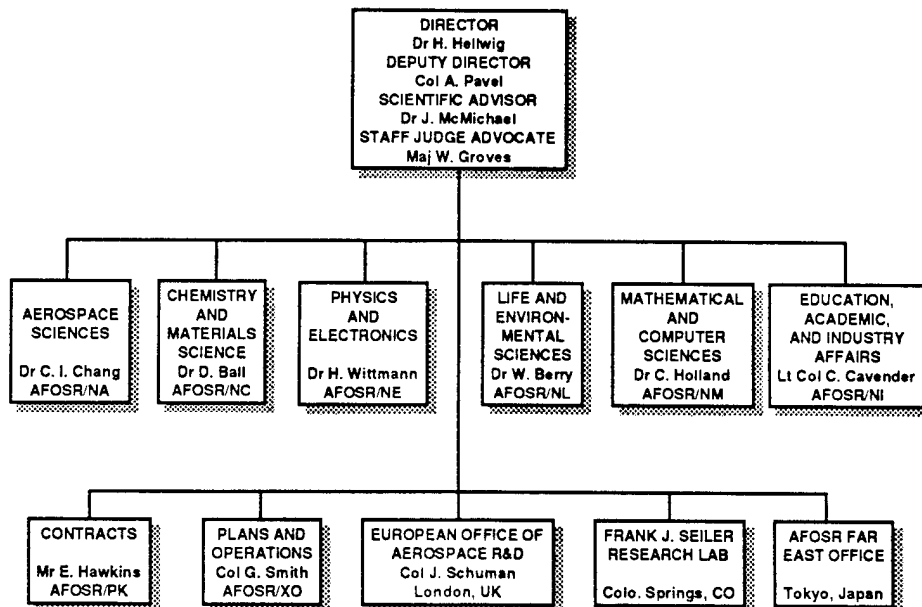 DIRECTOR
Dr H. Hellwig
DEPUTY DIRECTOR
Col A. Pavel
SCIENTIFIC ADVISOR
Dr J. McMichael
STAFF JUDGE ADVOCATE
Maj W. Groves
AEROSPACE
SCIENCES
Dr C. I. Chang
AFOSR/NA
CHEMISTRY
AND
MATERIALS
SCIENCE
Dr D. Ball
AFOSR/NC
PHYSICS
AND
ELECTRONICS
Dr H. Wittmann
AFOSR/NE
LIFE AND
ENVIRON-
MENTAL
SCIENCES
Dr W. Berry
AFOSR/NL
MATHEMATICAL
AND
COMPUTER
SCIENCES
Dr C. Holland
AFOSR/NM
EDUCATION,
ACADEMIC,
AND INDUSTRY
AFFAIRS
Lt Col C. Cavender
AFOSR/NI
CONTRACTS
Mr E. Hawkins
AFOSR/PK
PLANS AND
OPERATIONS
Col G. Smith
AFOSR/XO
EUROPEAN OFFICE OF
AEROSPACE R&D
Col J. Schuman
London, UK
FRANK J. SEILER
RESEARCH LAB
Colo. Springs, CO
AFOSR FAR
EAST OFFICE
Tokyo, Japan